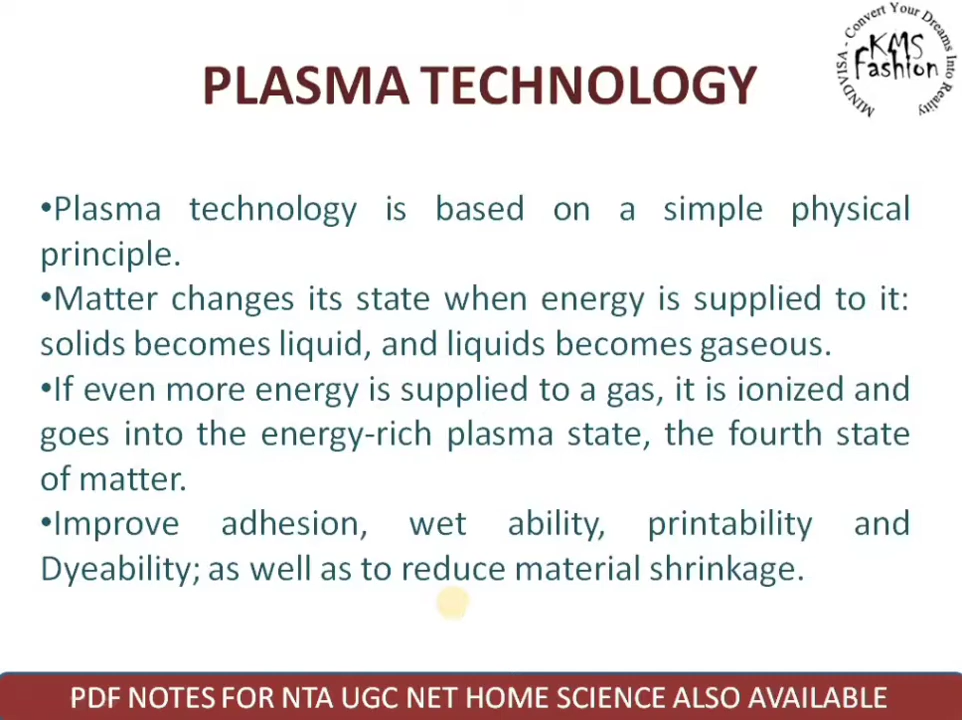 PLASMA TECHNOLOGY
MINDVISA - Convert Your Dreams Into Reality
KMS
Fashion
•Plasma technology is based on a simple physical
principle.
•Matter changes its state when energy is supplied to it:
solids becomes liquid, and liquids becomes gaseous.
•If even more energy is supplied to a gas, it is ionized and
goes into the energy-rich plasma state, the fourth state
of matter.
•Improve adhesion, wet ability, printability and
Dyeability; as well as to reduce material shrinkage.
PDF NOTES FOR NTA UGC NET HOME SCIENCE ALSO AVAILABLE